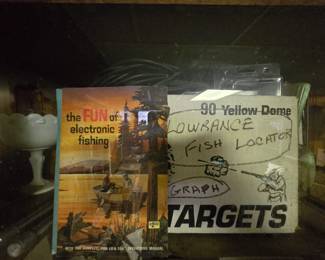 the FUN of
electronic
fishing
90 Yellow Dome
LOWRANCE
FISH LOCATOR
GRAPH
TARGETS